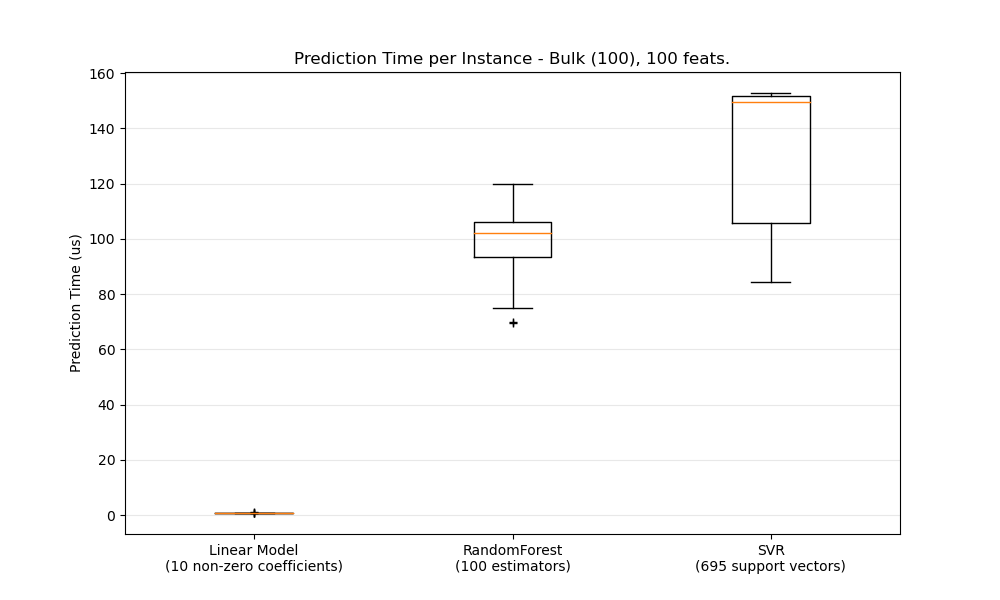 Prediction Time per Instance - Bulk (100), 100 feats.
Prediction Time (us)
160
140
120
100
80
60
40
20
0
Linear Model
(10 non-zero coefficients)
RandomForest
(100 estimators)
SVR
(695 support vectors)